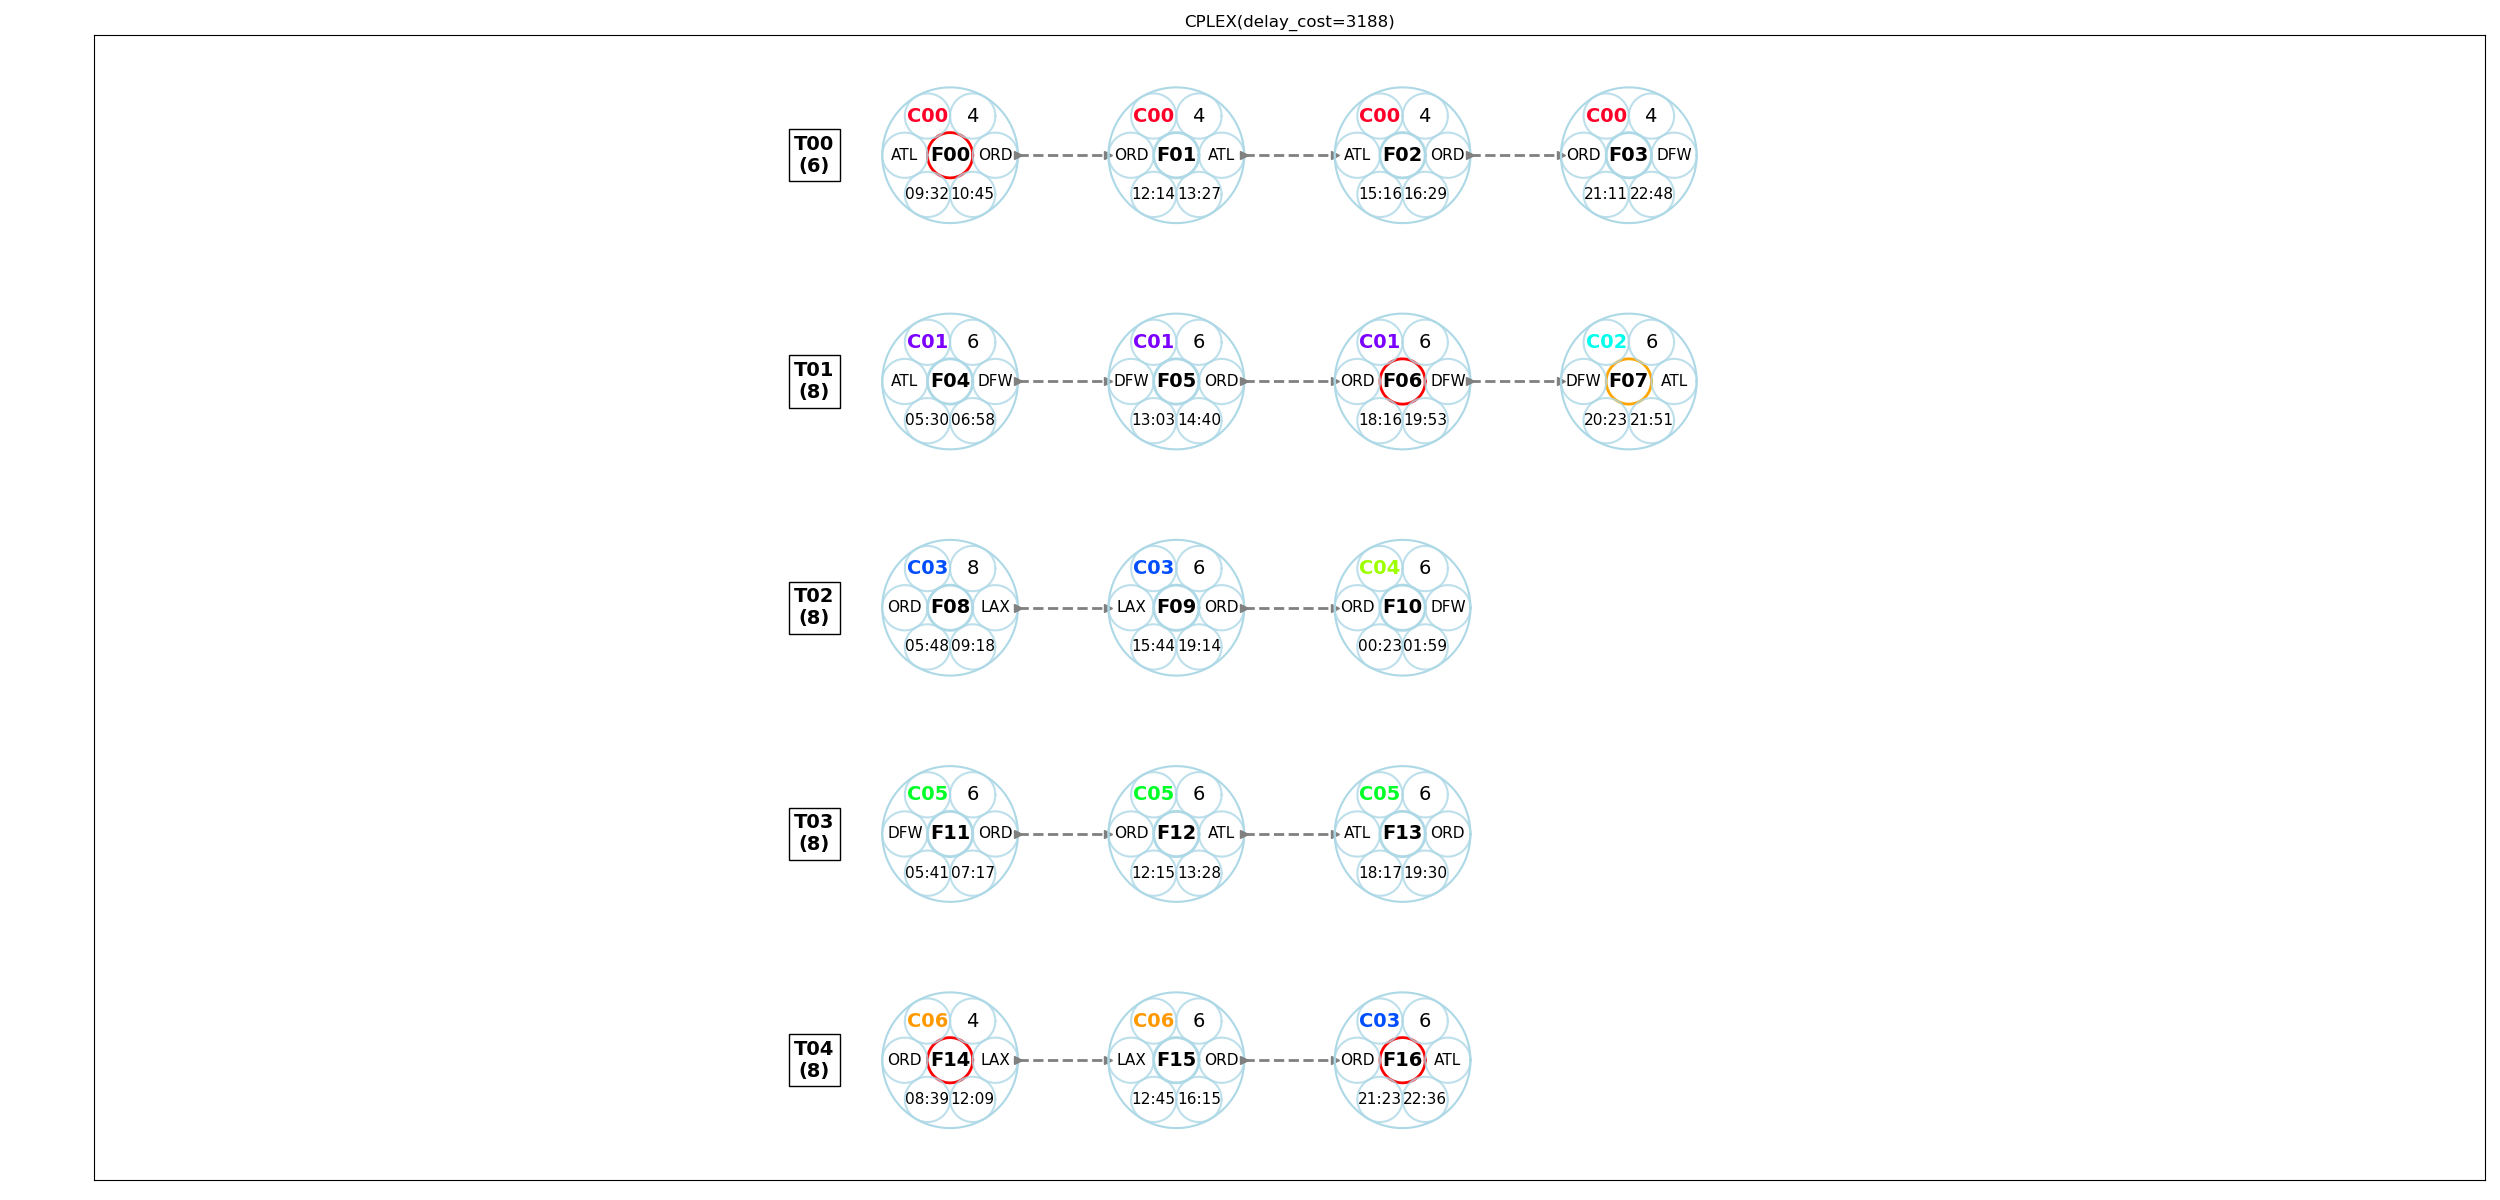 CPLEX(delay_cost=3188)
T00
(6)
C00 4 C00 4 C00 4 C00 4
ATL F00 ORD ORD F01 ATL ATL F02 ORD ORD F03 DFW
09:32 10:45 12:14 13:27 15:16 16:29 21:11 22:48
T01
(8)
C01 6 C01 6 C01 6 C02 6
ATL F04 DFW DFW F05 ORD ORD F06 DFW DFW F07 ATL
05:30 06:58 13:03 14:40 18:16 19:53 20:23 21:51
T02
(8)
C03 8 C03 6 C04 6
ORD F08 LAX LAX F09 ORD ORD F10 DFW
05:48 09:18 15:44 19:14 00:23 01:59
T03
(8)
C05 6 C05 6 C05 6
DFW F11 ORD ORD F12 ATL ATL F13 ORD
05:41 07:17 12:15 13:28 18:17 19:30
T04
(8)
C06 4 C06 6 C03 6
ORD F14 LAX LAX F15 ORD ORD F16 ATL
08:39 12:09 12:45 16:15 21:23 22:36